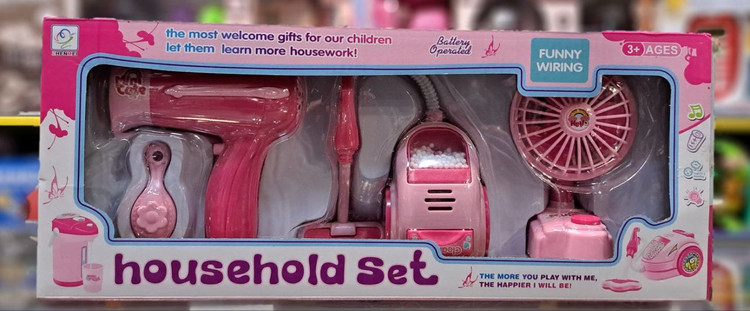 the most welcome gifts for our children
let them learn more housework!
Battery
Operated
FUNNY
WIRING
3+ AGES
household set
THE MORE YOU PLAY WITH ME,
THE HAPPIER I WILL BE!